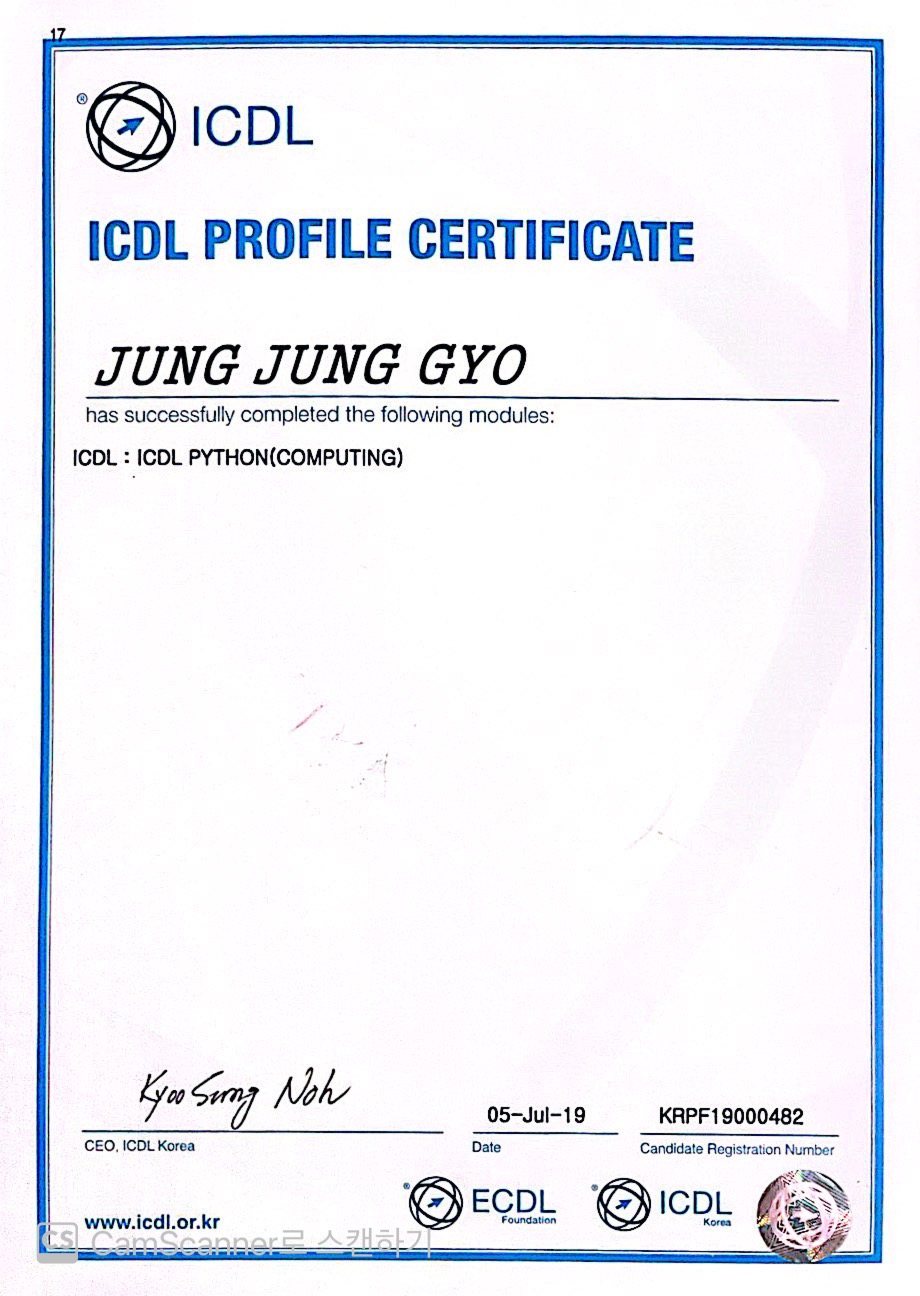 17
® ICDL
ICDL PROFILE CERTIFICATE
JUNG JUNG GYO
has successfully completed the following modules:
ICDL : ICDL PYTHON(COMPUTING)
Kyoo Sung Noh
05-Jul-19
KRPF19000482
CEO, ICDL Korea
Date
Candidate Registration Number
® ECDL
Foundation
® ICDL
Korea
www.icdl.or.kr
CS CamScanner로 스캔하기